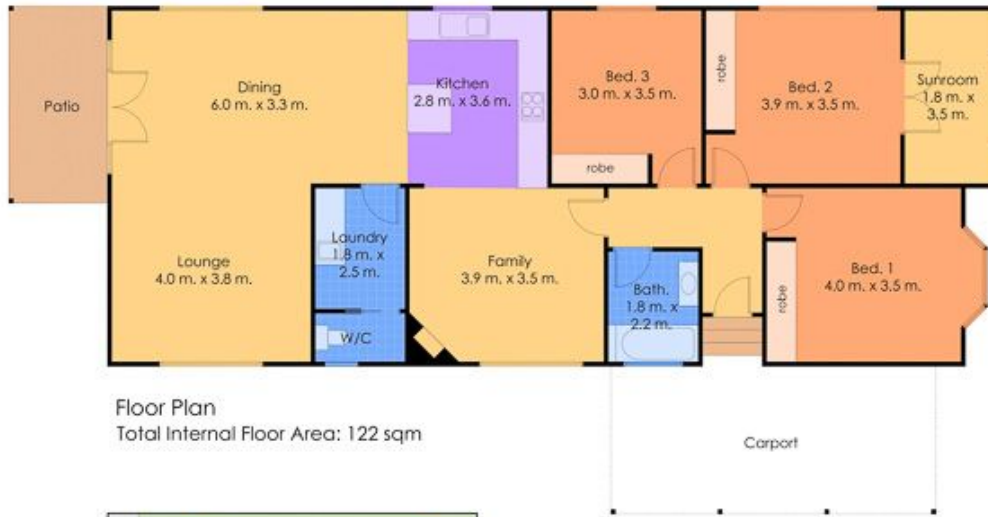 Patio
Dining
6.0 m. x 3.3 m.
Kitchen
2.8 m. x 3.6 m.
Bed. 3
3.0 m. x 3.5 m.
robe
robe
Bed. 2
3.9 m. x 3.5 m.
Sunroom
1.8 m. x
3.5 m.
Lounge
4.0 m. x 3.8 m.
Laundry
1.8 m. x
2.5 m.
W/C
Family
3.9 m. x 3.5 m.
Bath.
1.8 m. x
2.2 m.
robe
Bed. 1
4.0 m. x 3.5 m.
Floor Plan
Total Internal Floor Area: 122 sqm
Carport